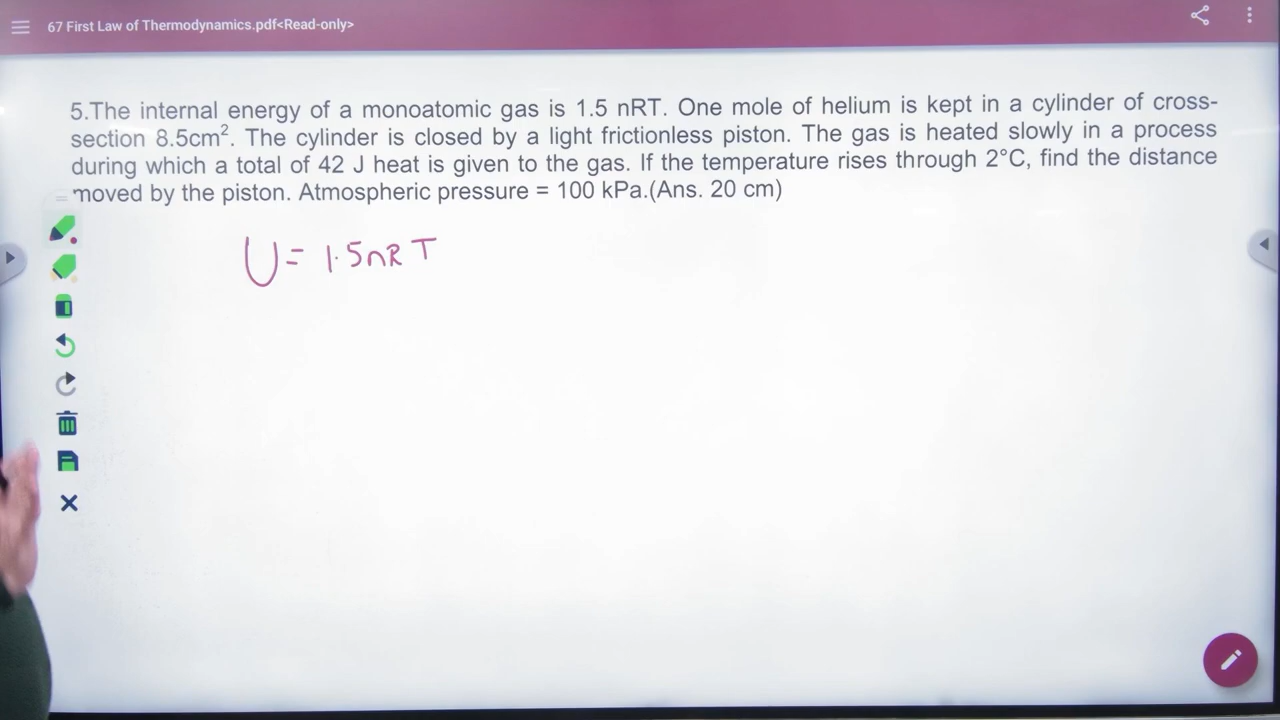 67 First Law of Thermodynamics.pdf<Read-only>
5.The internal energy of a monoatomic gas is 1.5 nRT. One mole of helium is kept in a cylinder of cross-
section 8.5cm². The cylinder is closed by a light frictionless piston. The gas is heated slowly in a process
during which a total of 42 J heat is given to the gas. If the temperature rises through 2°C, find the distance
moved by the piston. Atmospheric pressure = 100 kPa.(Ans. 20 cm)
U = 1.5nRT